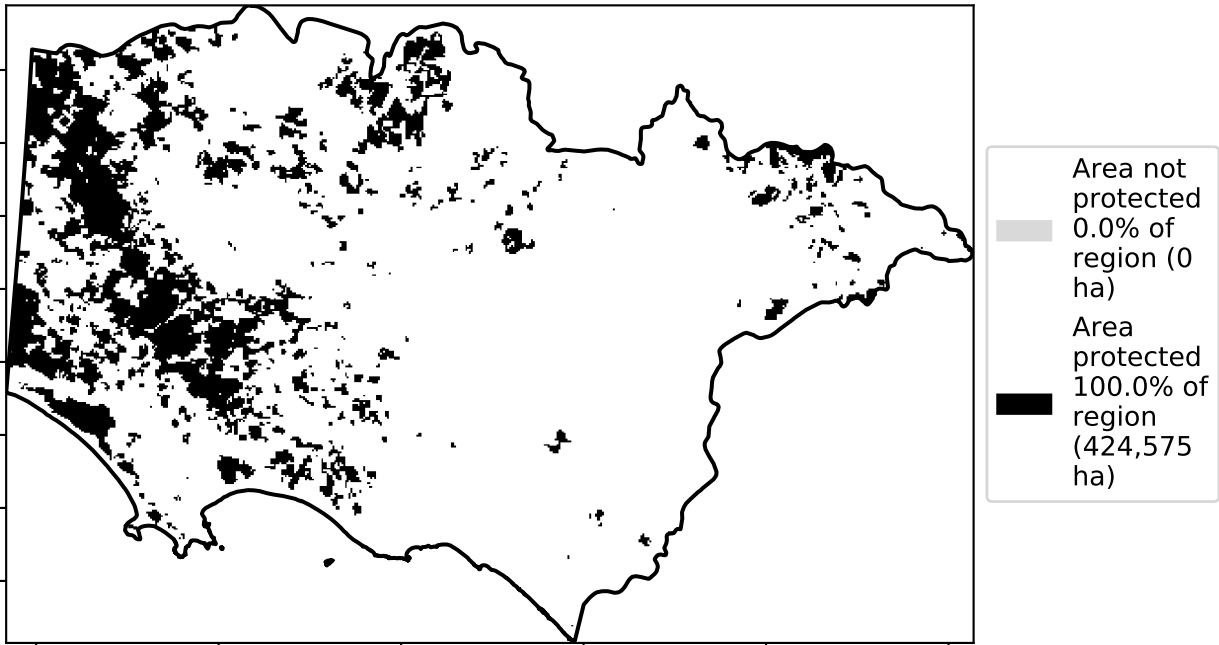 Area not
protected
0.0% of
region (0
ha)
Area
protected
100.0% of
region
(424,575
ha)